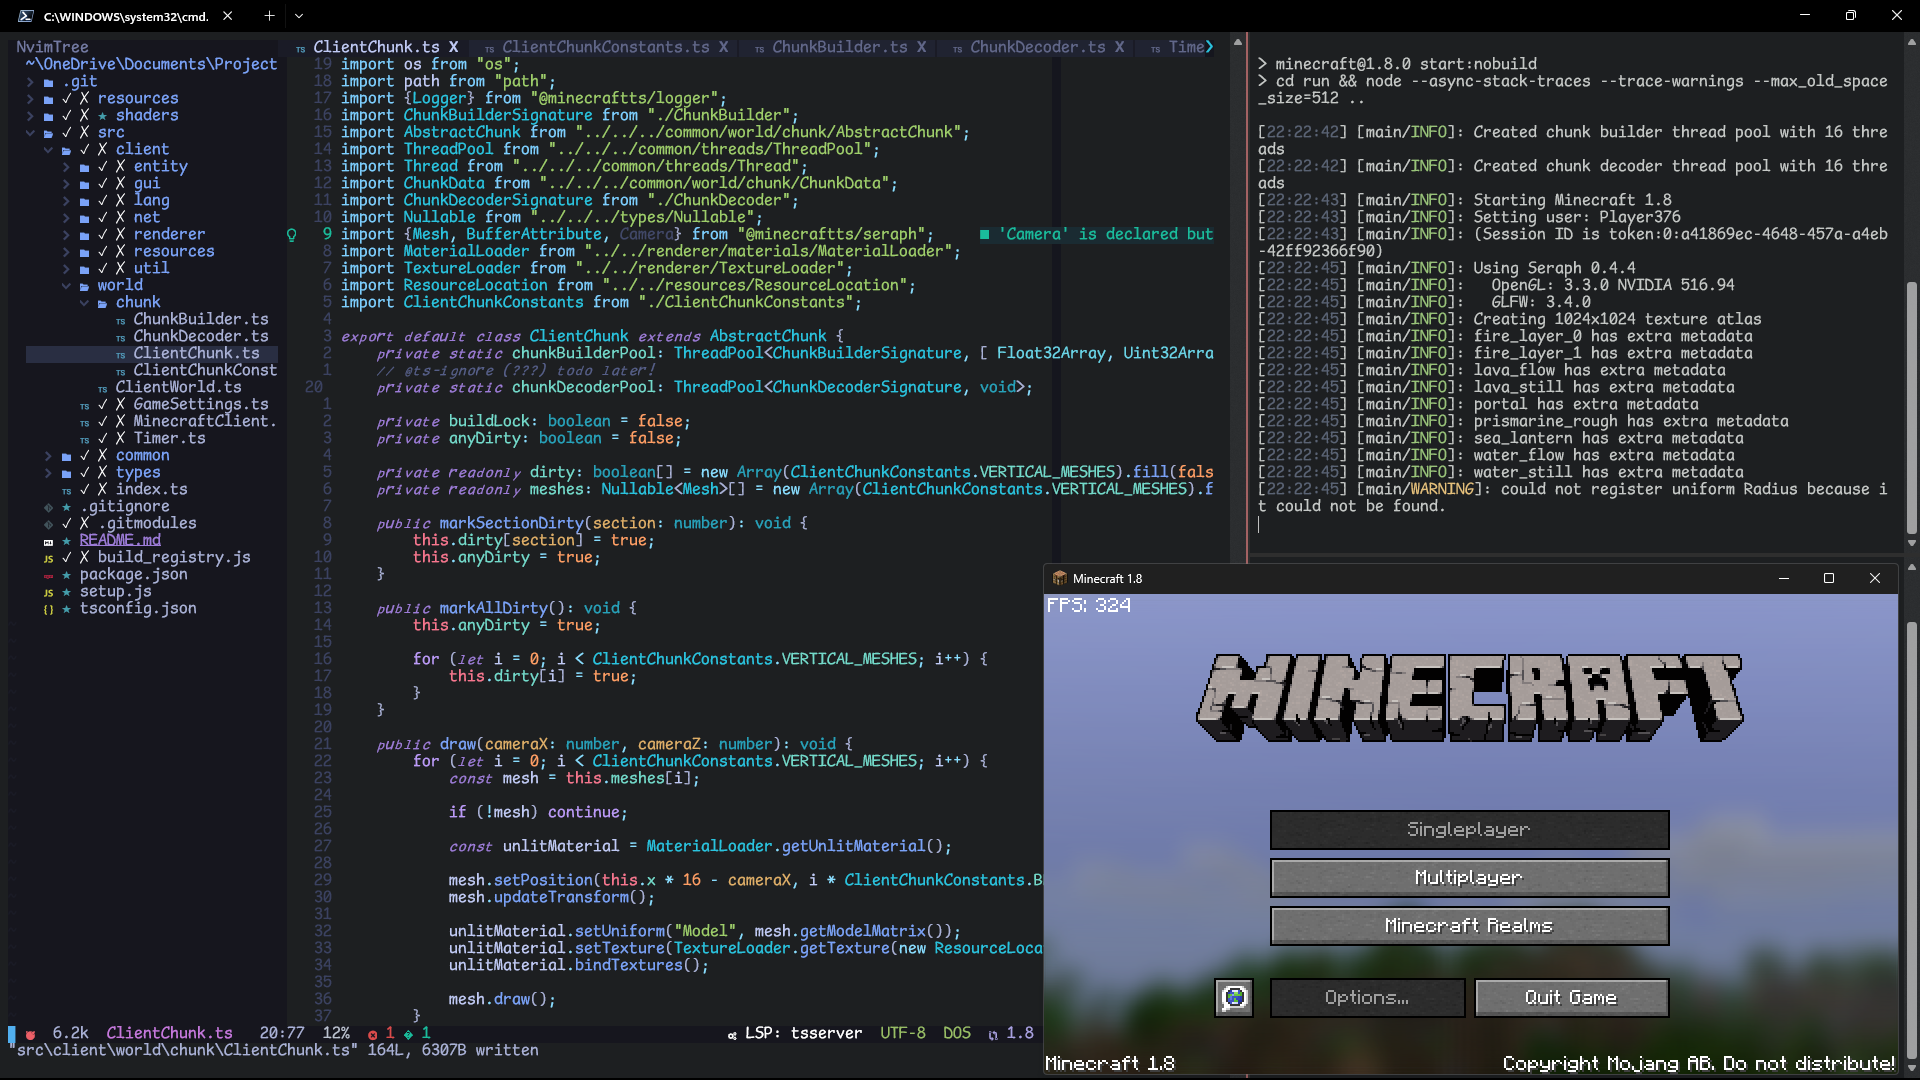 C:\WINDOWS\system32\cmd.
NvimTree
~\OneDrive\Documents\Project
.git
✓ X resources
★ shaders
✓ X src
✓ X client
✓ X entity
✓ X gui
✓ X lang
✓ X net
✓ X renderer
✓ X resources
✓ X util
world
chunk
TS ChunkBuilder.ts
TS ChunkDecoder.ts
TS ClientChunk.ts
TS ClientChunkConst
TS ClientWorld.ts
TS ✓ X GameSettings.ts
TS ✓ X MinecraftClient.
TS ✓ X Timer.ts
✓ X common
✓ X types
TS ✓ X index.ts
★ .gitignore
✓ X .gitmodules
★ README.md
JS ✓ X build_registry.js
★ package.json
JS ★ setup.js
{} ★ tsconfig.json
TS ClientChunk.ts X TS ClientChunkConstants.ts X TS ChunkBuilder.ts X TS ChunkDecoder.ts X TS Time
19 import os from "os";
18 import path from "path";
17 import {Logger} from "@minecraftts/logger";
16 import ChunkBuilderSignature from "./ChunkBuilder";
15 import AbstractChunk from "../../../common/world/chunk/AbstractChunk";
14 import ThreadPool from "../../../common/threads/ThreadPool";
13 import Thread from "../../../common/threads/Thread";
12 import ChunkData from "../../../common/world/chunk/ChunkData";
11 import ChunkDecoderSignature from "./ChunkDecoder";
10 import Nullable from "../../../types/Nullable";
9 import {Mesh, BufferAttribute, Camera} from "@minecraftts/seraph"; ■ 'Camera' is declared but
8 import MaterialLoader from "../../renderer/materials/MaterialLoader";
7 import TextureLoader from "../../renderer/TextureLoader";
6 import ResourceLocation from "../../resources/ResourceLocation";
5 import ClientChunkConstants from "./ClientChunkConstants";
4
3 export default class ClientChunk extends AbstractChunk {
2 private static chunkBuilderPool: ThreadPool<ChunkBuilderSignature, [ Float32Array, Uint32Arra
1 // @ts-ignore (???) todo later!
20 private static chunkDecoderPool: ThreadPool<ChunkDecoderSignature, void>;
1
2 private buildLock: boolean = false;
3 private anyDirty: boolean = false;
4
5 private readonly dirty: boolean[] = new Array(ClientChunkConstants.VERTICAL_MESHES).fill(fals
6 private readonly meshes: Nullable<Mesh>[] = new Array(ClientChunkConstants.VERTICAL_MESHES).f
7
8 public markSectionDirty(section: number): void {
9 this.dirty[section] = true;
10 this.anyDirty = true;
11 }
12
13 public markAllDirty(): void {
14 this.anyDirty = true;
15
16 for (let i = 0; i < ClientChunkConstants.VERTICAL_MESHES; i++) {
17 this.dirty[i] = true;
18 }
19 }
20
21 public draw(cameraX: number, cameraZ: number): void {
22 for (let i = 0; i < ClientChunkConstants.VERTICAL_MESHES; i++) {
23 const mesh = this.meshes[i];
24
25 if (!mesh) continue;
26
27 const unlitMaterial = MaterialLoader.getUnlitMaterial();
28
29 mesh.setPosition(this.x * 16 - cameraX, i * ClientChunkConstants.B
30 mesh.updateTransform();
31
32 unlitMaterial.setUniform("Model", mesh.getModelMatrix());
33 unlitMaterial.setTexture(TextureLoader.getTexture(new ResourceLoca
34 unlitMaterial.bindTextures();
35
36 mesh.draw();
37 }
6.2k ClientChunk.ts 20:77 12% 1 1 LSP: tsserver UTF-8 DOS 1.8
"src\client\world\chunk\ClientChunk.ts" 164L, 6307B written
> minecraft@1.8.0 start:nobuild
> cd run && node --async-stack-traces --trace-warnings --max_old_space
_size=512 ..
[22:22:42] [main/INFO]: Created chunk builder thread pool with 16 thre
ads
[22:22:42] [main/INFO]: Created chunk decoder thread pool with 16 thre
ads
[22:22:43] [main/INFO]: Starting Minecraft 1.8
[22:22:43] [main/INFO]: Setting user: Player376
[22:22:43] [main/INFO]: (Session ID is token:0:a41869ec-4648-457a-a4eb
-42ff92366f90)
[22:22:45] [main/INFO]: Using Seraph 0.4.4
[22:22:45] [main/INFO]: OpenGL: 3.3.0 NVIDIA 516.94
[22:22:45] [main/INFO]: GLFW: 3.4.0
[22:22:45] [main/INFO]: Creating 1024x1024 texture atlas
[22:22:45] [main/INFO]: fire_layer_0 has extra metadata
[22:22:45] [main/INFO]: fire_layer_1 has extra metadata
[22:22:45] [main/INFO]: lava_flow has extra metadata
[22:22:45] [main/INFO]: lava_still has extra metadata
[22:22:45] [main/INFO]: portal has extra metadata
[22:22:45] [main/INFO]: prismarine_rough has extra metadata
[22:22:45] [main/INFO]: sea_lantern has extra metadata
[22:22:45] [main/INFO]: water_flow has extra metadata
[22:22:45] [main/INFO]: water_still has extra metadata
[22:22:45] [main/WARNING]: could not register uniform Radius because i
t could not be found.
Minecraft 1.8
FPS: 324
MINECRAFT
Singleplayer
Multiplayer
Minecraft Realms
Options...
Quit Game
Minecraft 1.8
Copyright Mojang AB. Do not distribute!